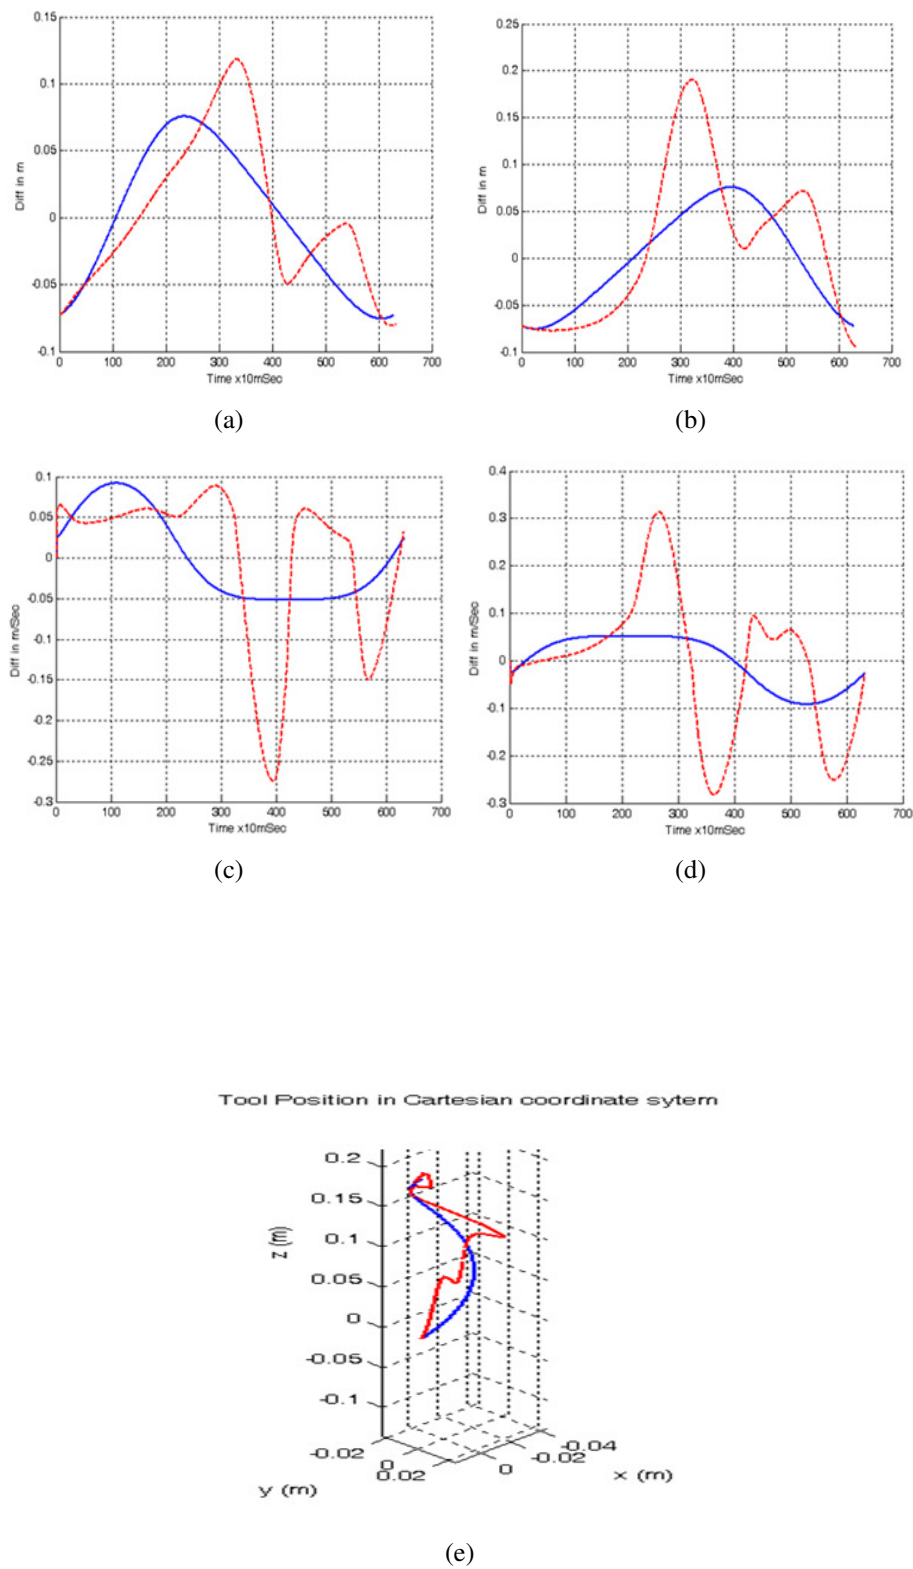 0.15
0.1
0.05
0
-0.05
-0.1
Diff in m
0 100 200 300 400 500 600 700
Time x10mSec
(a)
0.25
0.2
0.15
0.1
0.05
0
-0.05
-0.1
Diff in m
0 100 200 300 400 500 600 700
Time x10mSec
(b)
0.1
0.05
0
-0.05
-0.1
-0.15
-0.2
-0.25
-0.3
Diff in m/Sec
0 100 200 300 400 500 600 700
Time x10mSec
(c)
0.4
0.3
0.2
0.1
0
-0.1
-0.2
-0.3
Diff in m/Sec
0 100 200 300 400 500 600 700
Time x10mSec
(d)
Tool Position in Cartesian coordinate sytem
0.2
0.15
0.1
0.05
0
-0.05
-0.1
z (m)
-0.02
0
0.02
y (m)
-0.04
-0.02
0
x (m)
(e)